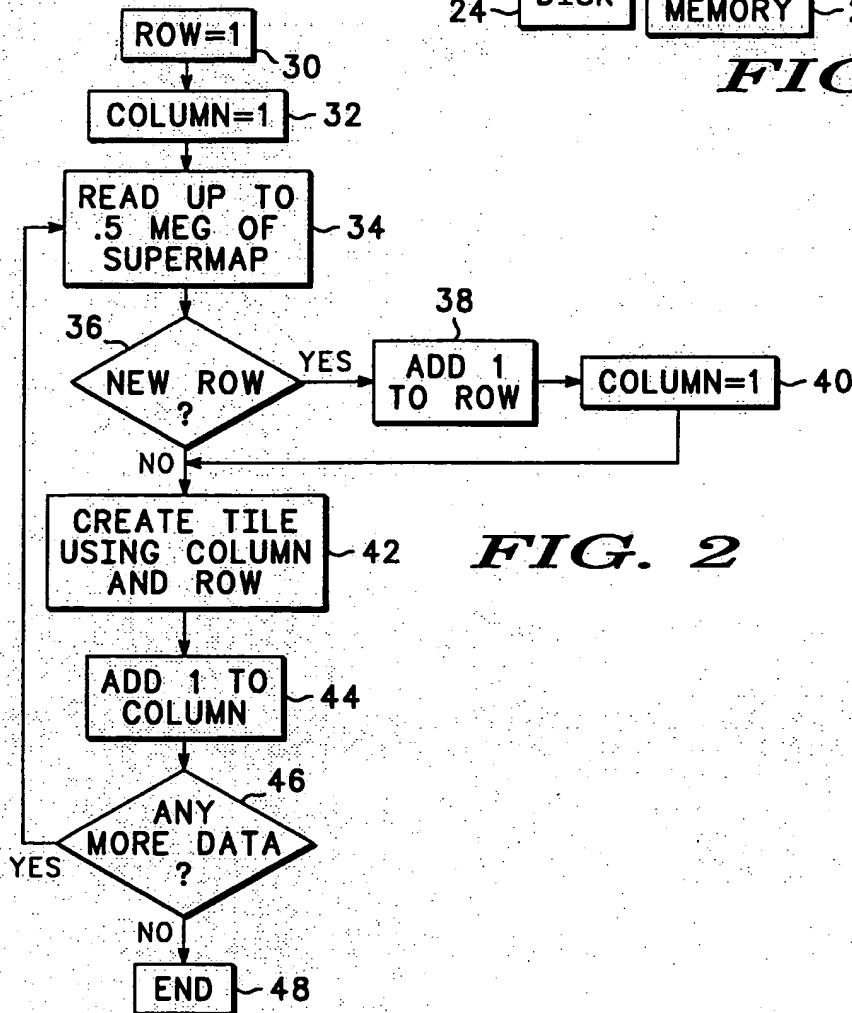 24
MEMORY
FIG
ROW=1
30
COLUMN=1
32
READ UP TO
.5 MEG OF
SUPERMAP
34
36
NEW ROW
?
YES
38
ADD 1
TO ROW
COLUMN=1
40
NO
CREATE TILE
USING COLUMN
AND ROW
42
FIG. 2
ADD 1 TO
COLUMN
44
46
ANY
MORE DATA
?
YES
NO
END
48